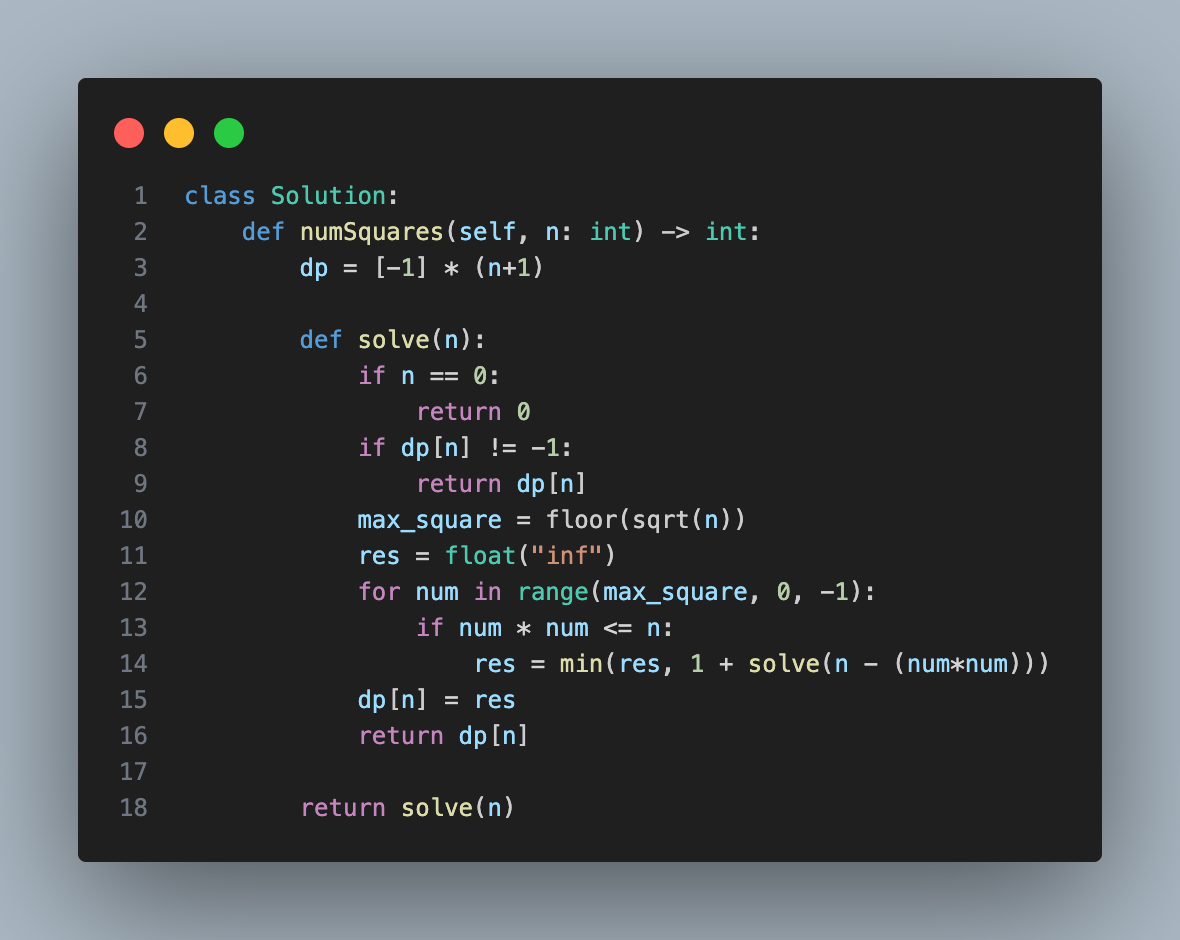 1 class Solution:
2     def numSquares(self, n: int) -> int:
3         dp = [-1] * (n+1)
4
5         def solve(n):
6             if n == 0:
7                 return 0
8             if dp[n] != -1:
9                 return dp[n]
10             max_square = floor(sqrt(n))
11             res = float("inf")
12             for num in range(max_square, 0, -1):
13                 if num * num <= n:
14                     res = min(res, 1 + solve(n - (num*num)))
15             dp[n] = res
16             return dp[n]
17
18         return solve(n)